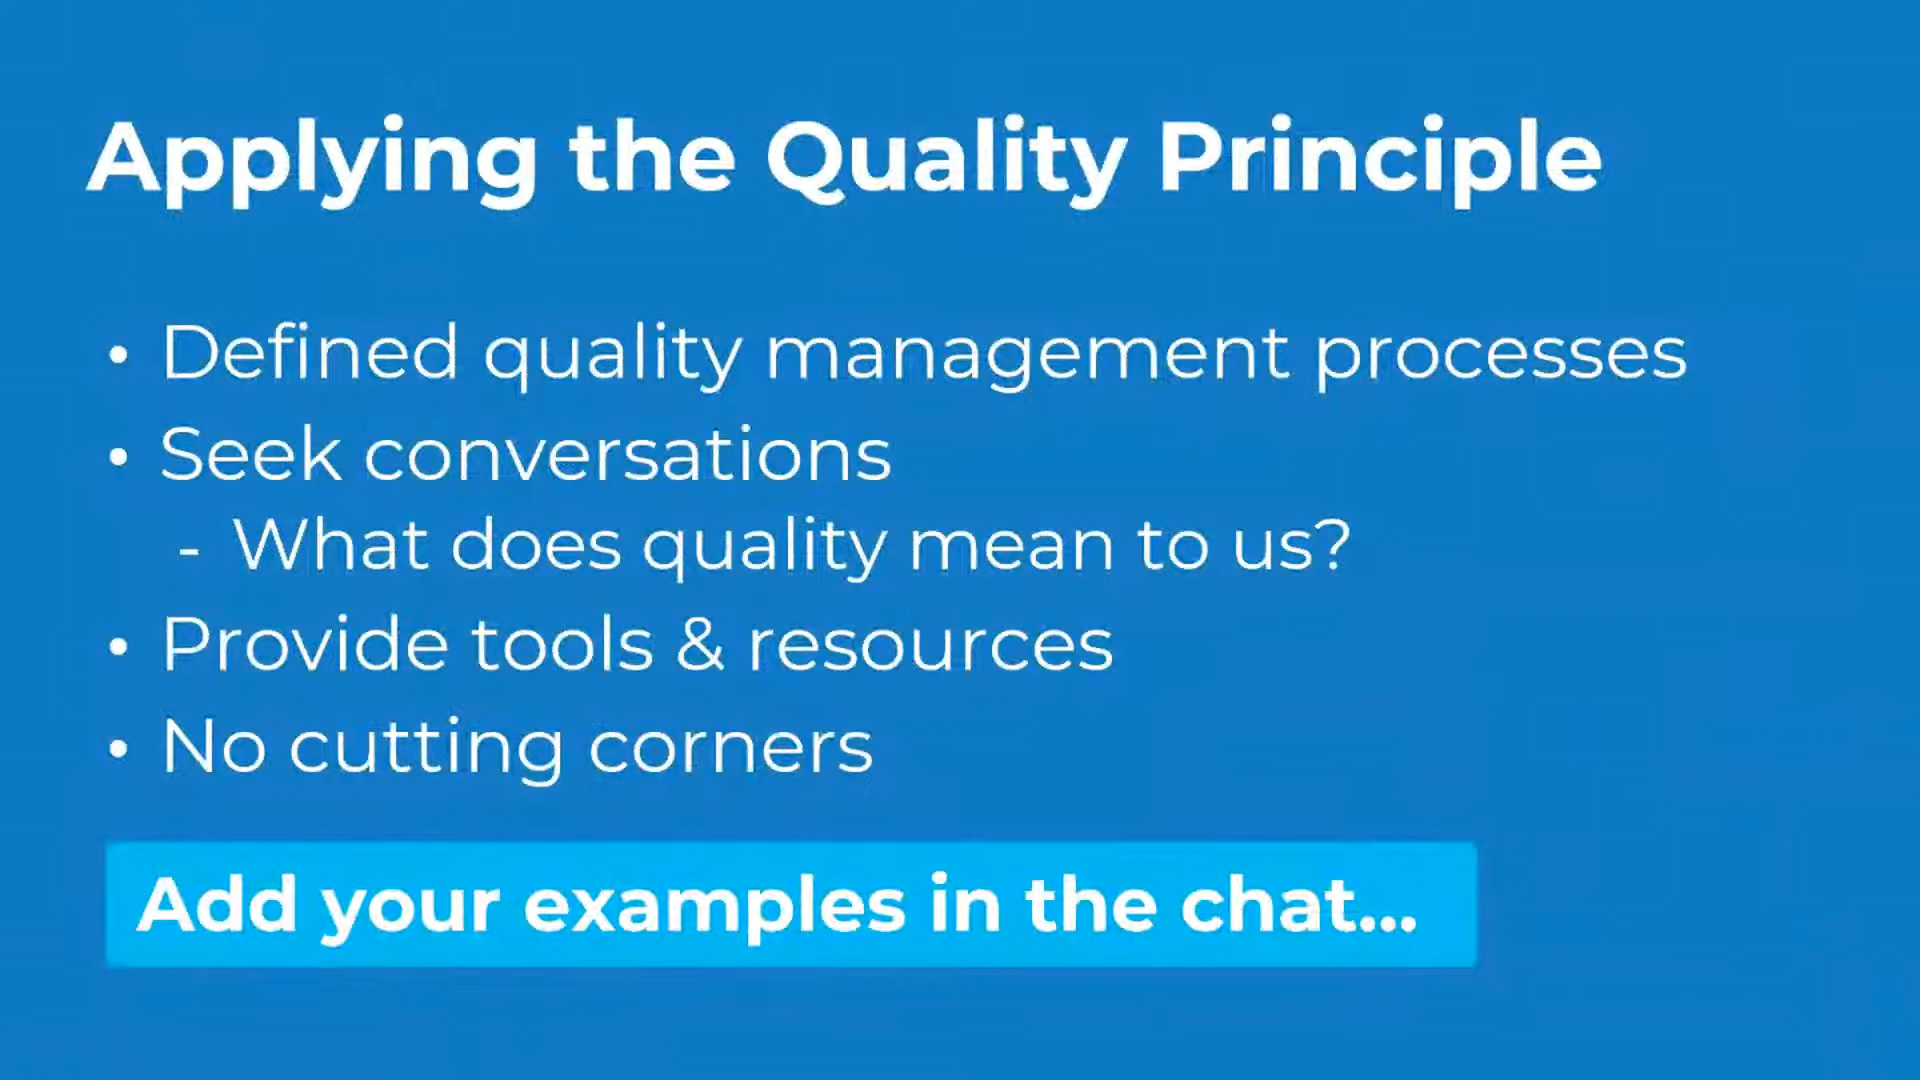 Applying the Quality Principle
• Defined quality management processes
• Seek conversations
- What does quality mean to us?
• Provide tools & resources
• No cutting corners
Add your examples in the chat...